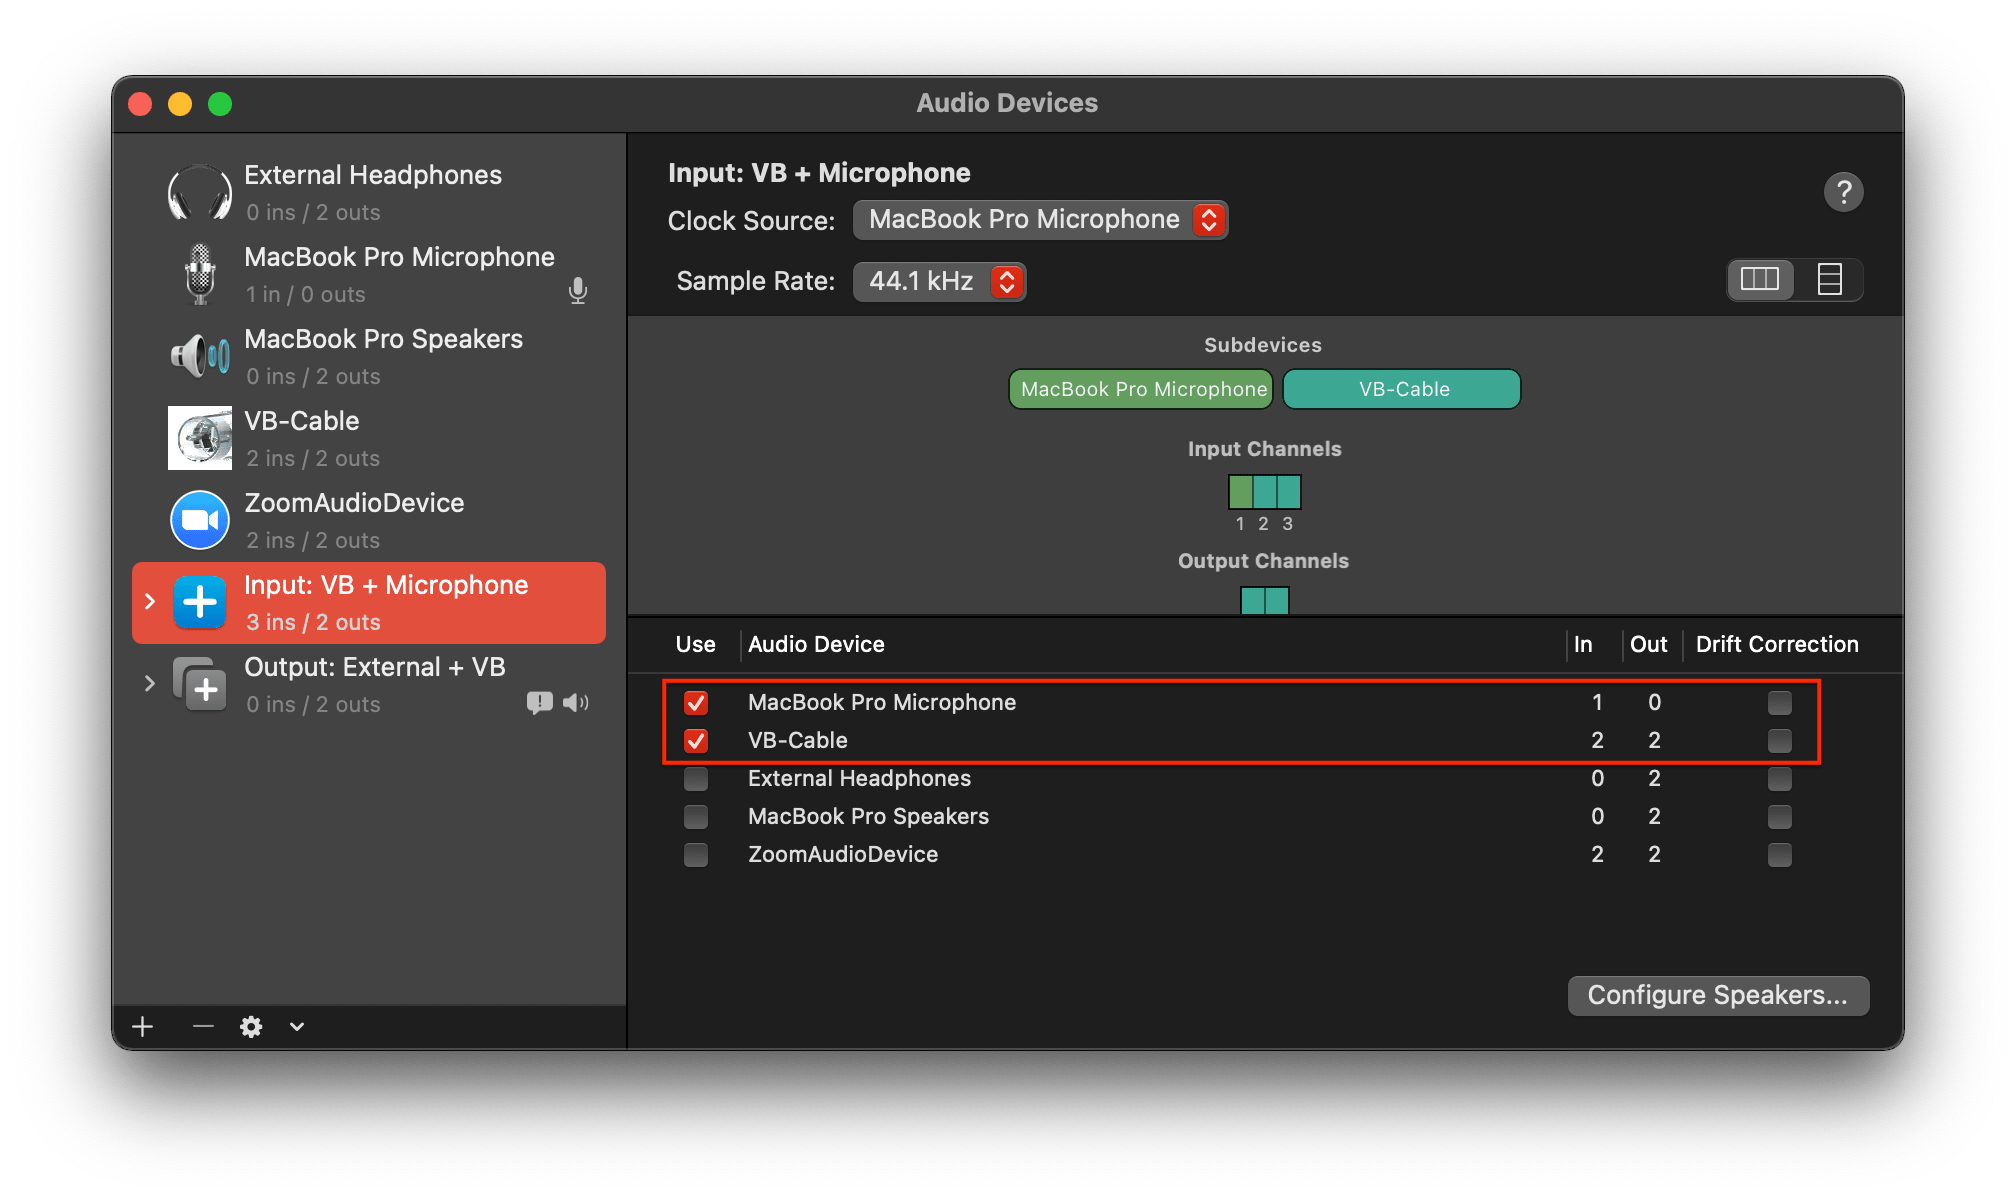 Audio Devices
External Headphones
0 ins / 2 outs
MacBook Pro Microphone
1 in / 0 outs
MacBook Pro Speakers
0 ins / 2 outs
VB-Cable
2 ins / 2 outs
ZoomAudioDevice
2 ins / 2 outs
Input: VB + Microphone
3 ins / 2 outs
Output: External + VB
0 ins / 2 outs
Input: VB + Microphone
?
Clock Source: MacBook Pro Microphone
Sample Rate: 44.1 kHz
Subdevices
MacBook Pro Microphone VB-Cable
Input Channels
1 2 3
Output Channels
Use Audio Device In Out Drift Correction
MacBook Pro Microphone 1 0
VB-Cable 2 2
External Headphones 0 2
MacBook Pro Speakers 0 2
ZoomAudioDevice 2 2
Configure Speakers...